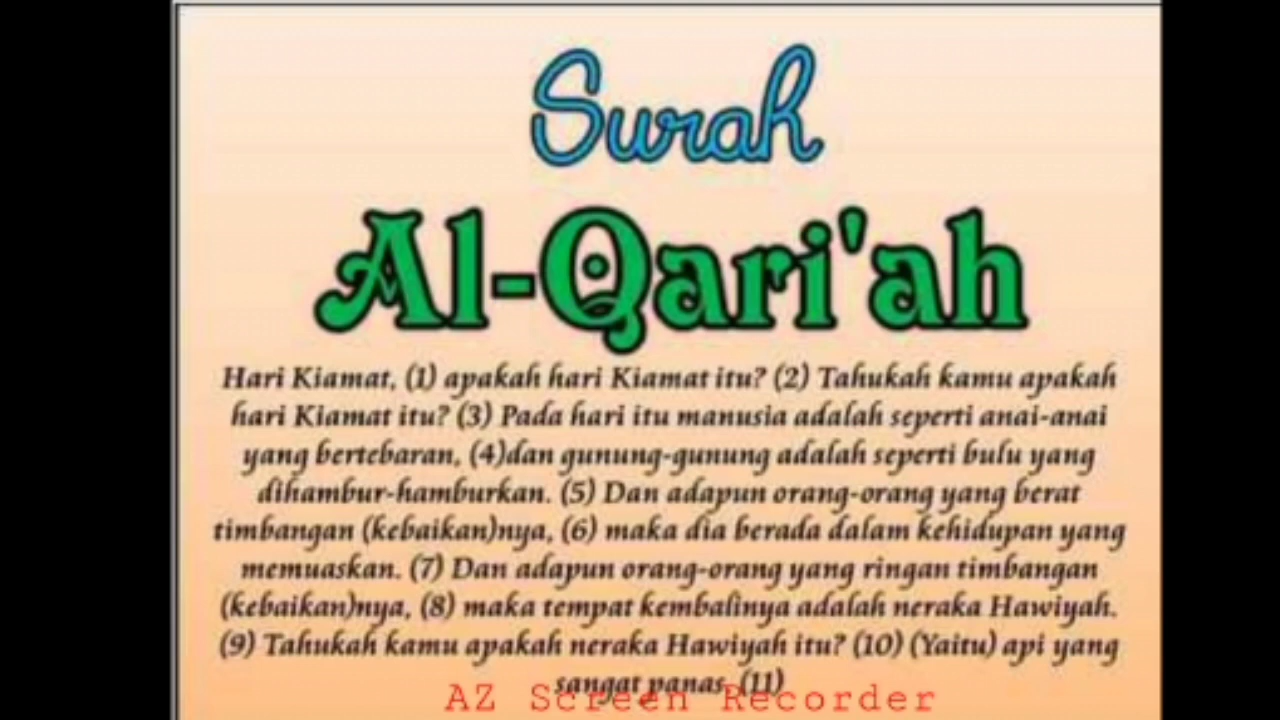 Surah
Al-Qari'ah
Hari Kiamat, (1) apakah hari Kiamat itu? (2) Tahukah kamu apakah
hari Kiamat itu? (3) Pada hari itu manusia adalah seperti anai-anai
yang bertebaran, (4)dan gunung-gunung adalah seperti bulu yang
dihambur-hamburkan. (5) Dan adapun orang-orang yang berat
timbangan (kebaikan)nya, (6) maka dia berada dalam kehidupan yang
memuaskan. (7) Dan adapun orang-orang yang ringan timbangan
(kebaikan)nya, (8) maka tempat kembalinya adalah neraka Hawiyah.
(9) Tahukah kamu apakah neraka Hawiyah itu? (10) (Yaitu) api yang
sangat panas. (11)
AZ Screen Recorder